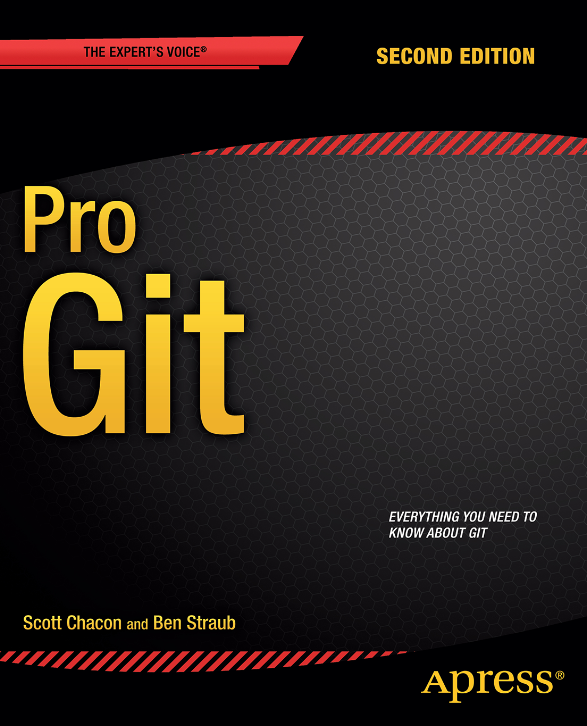 THE EXPERT'S VOICE®
SECOND EDITION
Pro
Git
EVERYTHING YOU NEED TO
KNOW ABOUT GIT
Scott Chacon and Ben Straub
Apress®